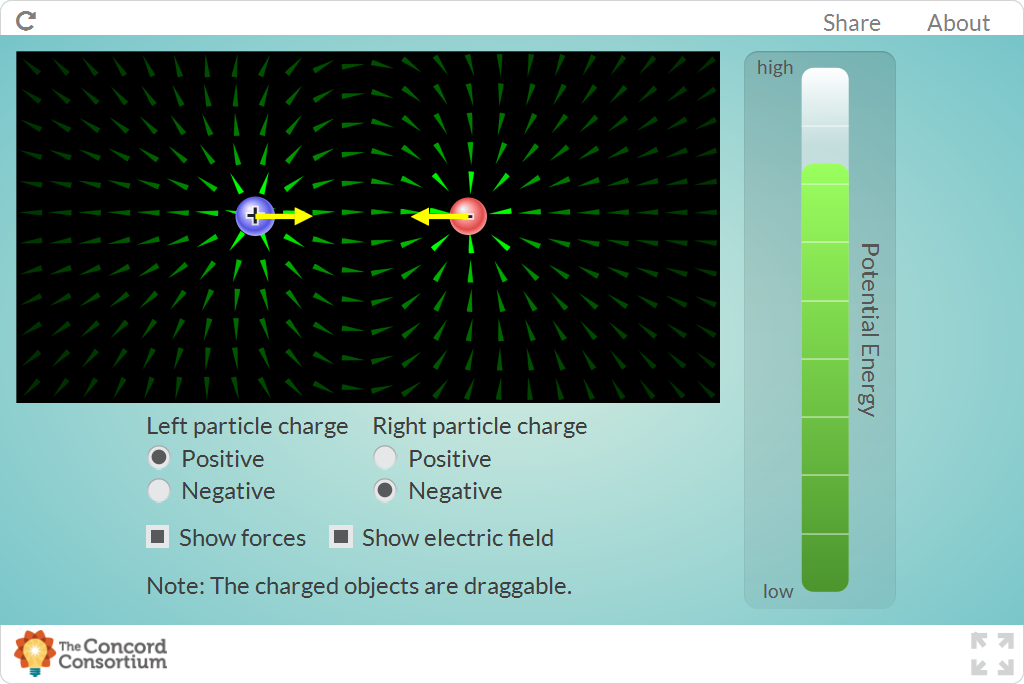 Share About
high
+ -
Potential Energy
low
Left particle charge Right particle charge
Positive Positive
Negative Negative
Show forces Show electric field
Note: The charged objects are draggable.
The Concord
Consortium